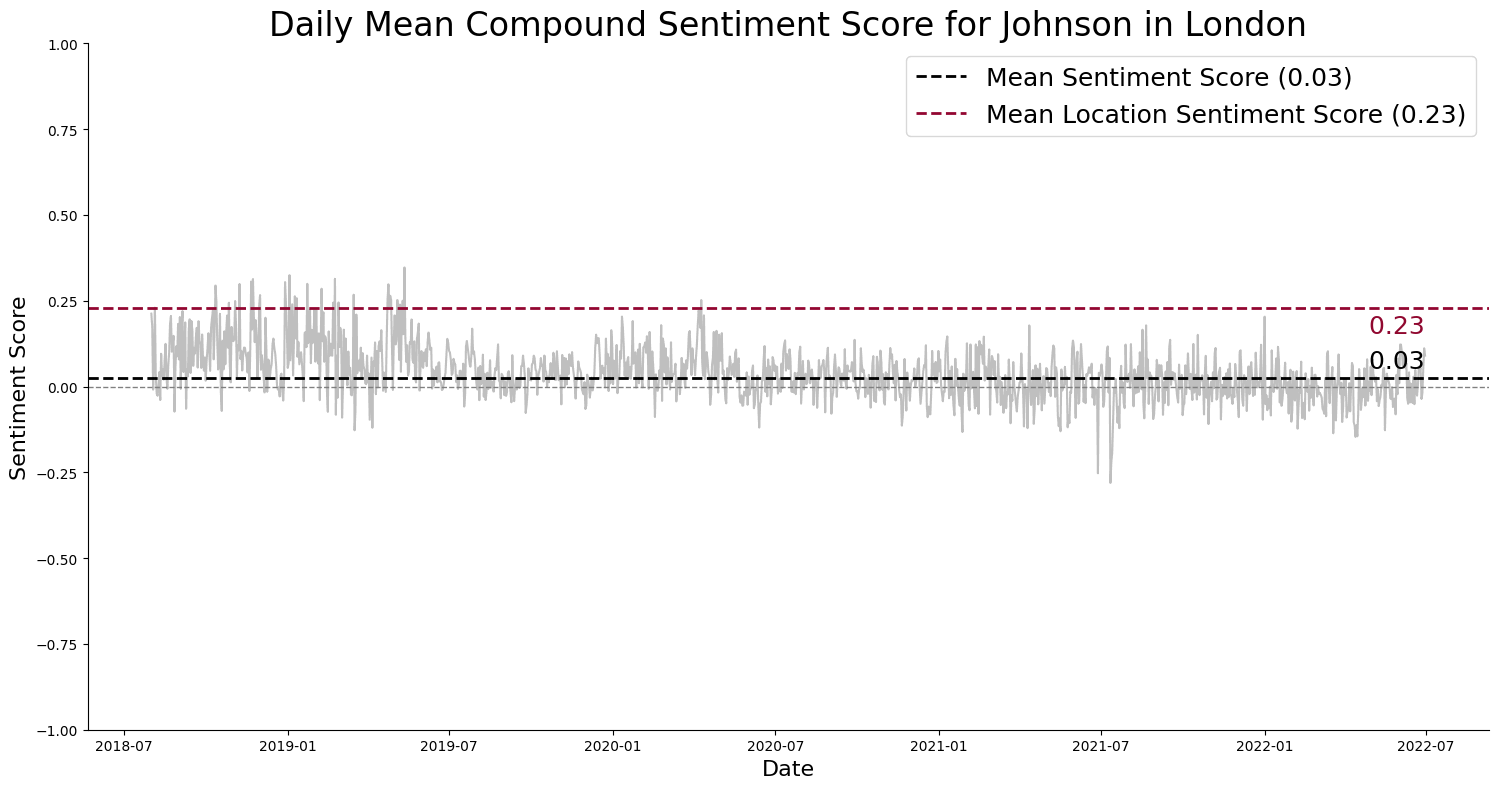 Daily Mean Compound Sentiment Score for Johnson in London
Mean Sentiment Score (0.03)
Mean Location Sentiment Score (0.23)
1.00
0.75
0.50
0.25
0.00
−0.25
−0.50
−0.75
−1.00
Sentiment Score
0.23
0.03
2018-07 2019-01 2019-07 2020-01 2020-07 2021-01 2021-07 2022-01 2022-07
Date